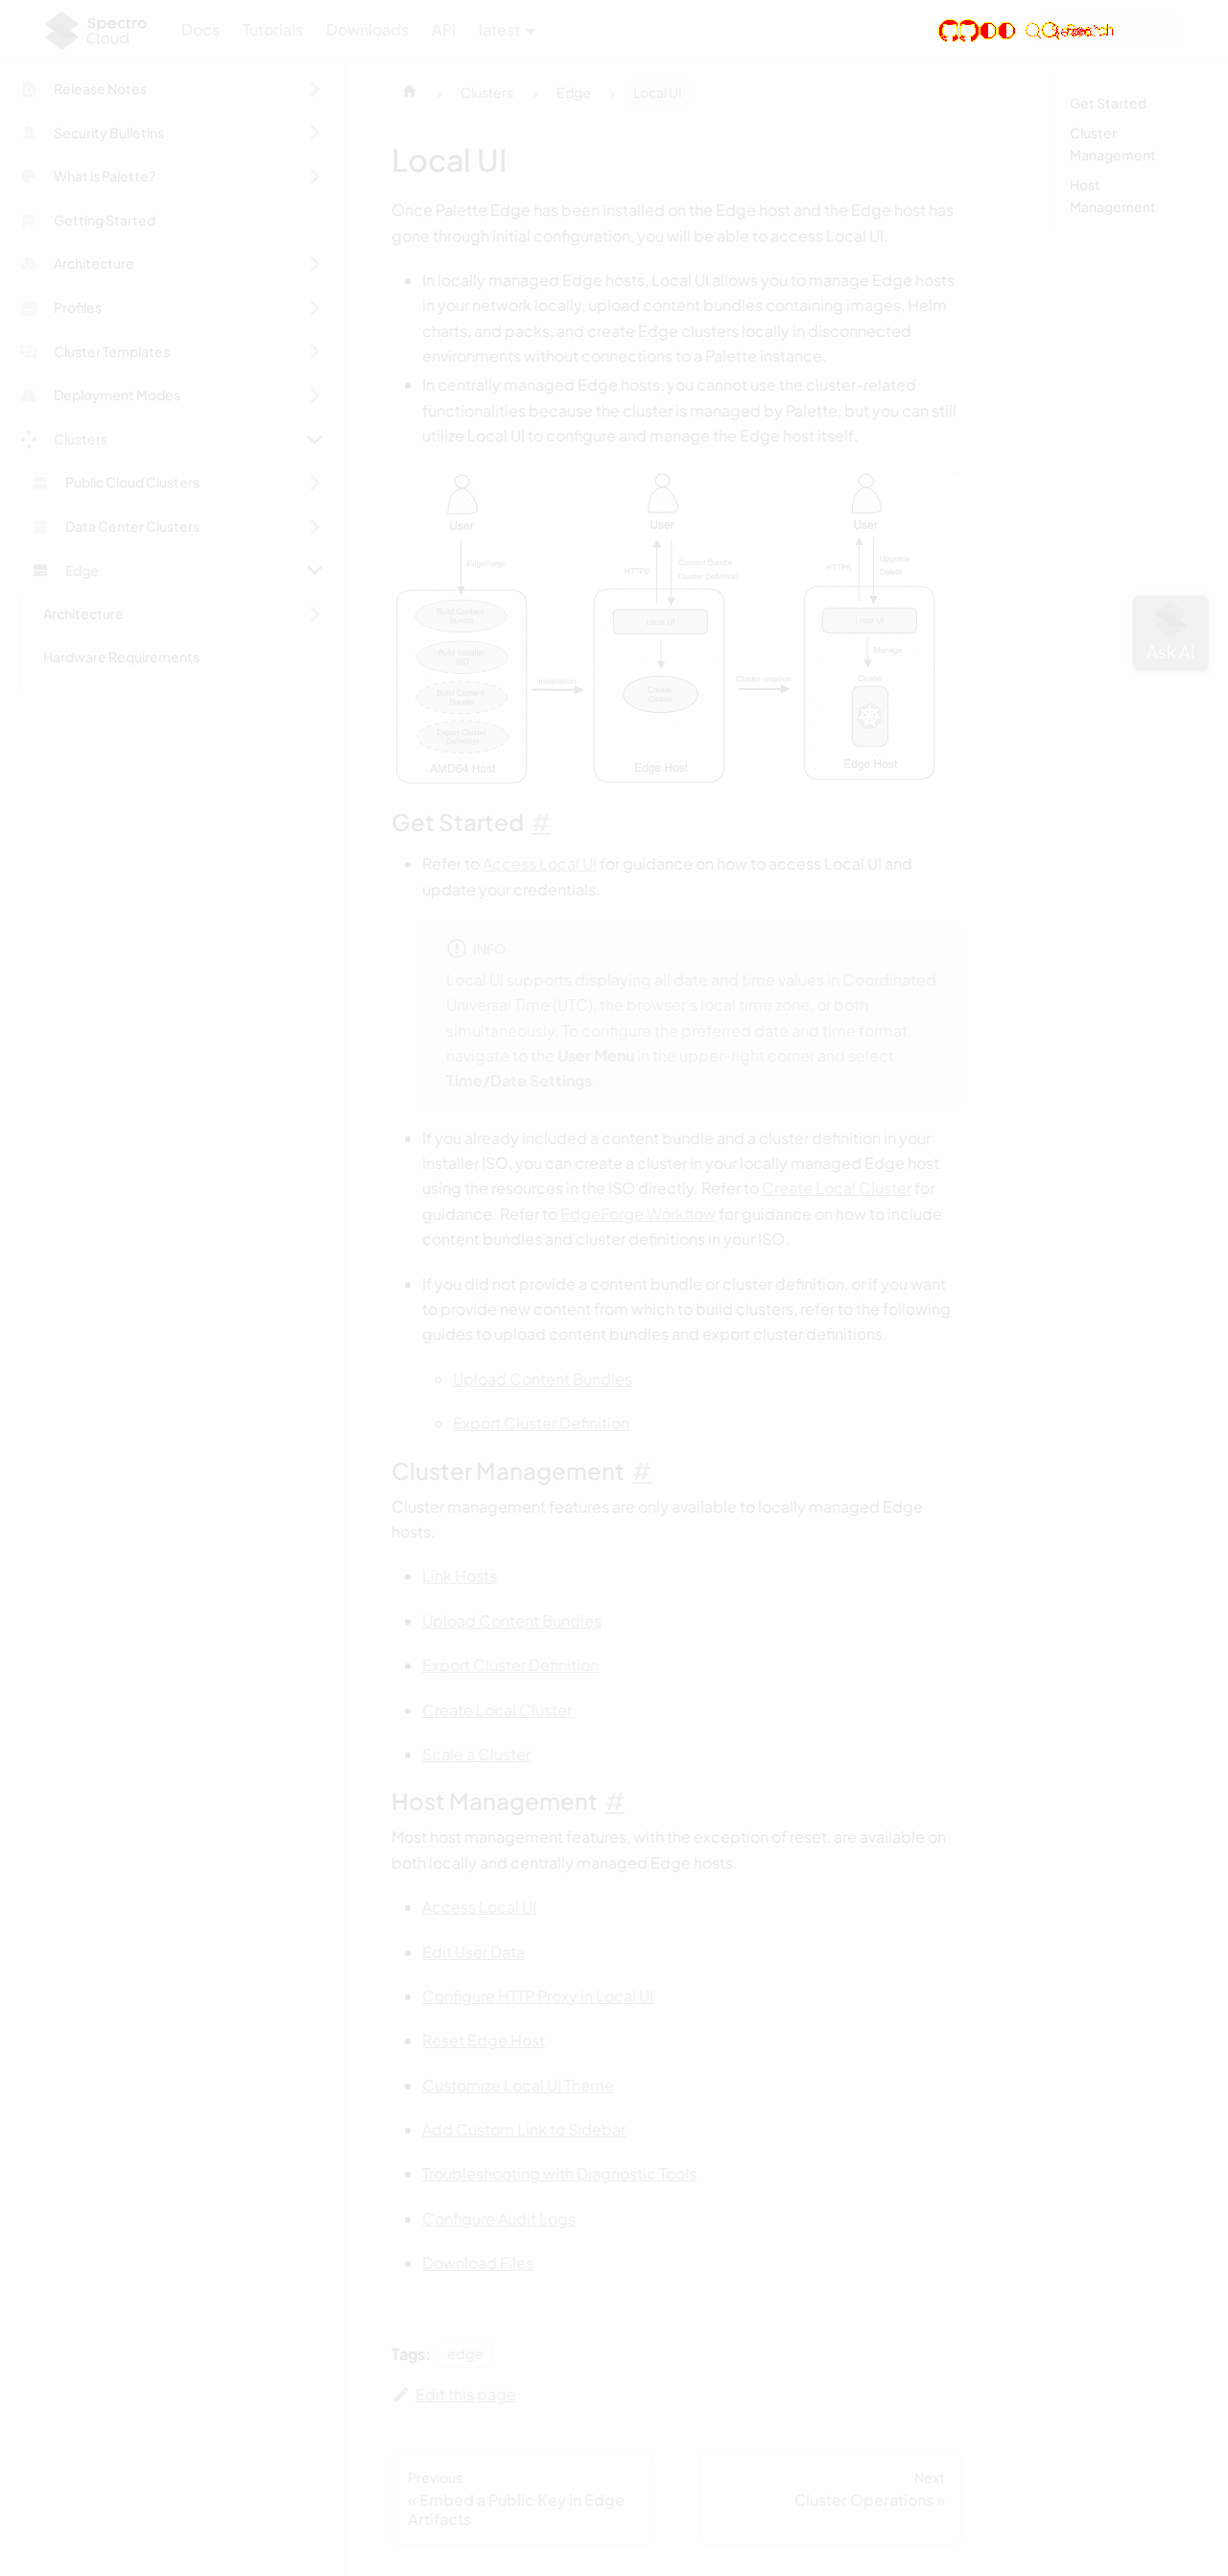 Spectro
Cloud
Docs
Tutorials
Downloads
API
latest
Release Notes
Security Bulletins
What is Palette?
Getting Started
Architecture
Profiles
Cluster Templates
Deployment Modes
Clusters
Public Cloud Clusters
Data Center Clusters
Edge
Architecture
Hardware Requirements
Clusters
Edge
Local UI
Local UI
Once Palette Edge has been installed on the Edge host and the Edge host has
gone through initial configuration, you will be able to access Local UI.
In locally managed Edge hosts, Local UI allows you to manage Edge hosts
in your network locally, upload content bundles containing images, Helm
charts, and packs, and create Edge clusters locally in disconnected
environments without connections to a Palette instance.
In centrally managed Edge hosts, you cannot use the cluster-related
functionalities because the cluster is managed by Palette, but you can still
utilize Local UI to configure and manage the Edge host itself.
User
EdgeForge
Build Content
Bundle
Build Installer
ISO
Build Content
Bundle
Export Cluster
Definition
AMD64 Host
Installation
User
HTTPS
Content Bundle
Cluster Definition
Local UI
Create
Cluster
Edge Host
Cluster creation
User
HTTPS
Upgrade
Delete
Local UI
Manage
Cluster
Edge Host
Get Started #
Refer to Access Local UI for guidance on how to access Local UI and
update your credentials.
INFO
Local UI supports displaying all date and time values in Coordinated
Universal Time (UTC), the browser's local time zone, or both
simultaneously. To configure the preferred date and time format,
navigate to the User Menu in the upper-right corner and select
Time/Date Settings.
If you already included a content bundle and a cluster definition in your
installer ISO, you can create a cluster in your locally managed Edge host
using the resources in the ISO directly. Refer to Create Local Cluster for
guidance. Refer to EdgeForge Workflow for guidance on how to include
content bundles and cluster definitions in your ISO.
If you did not provide a content bundle or cluster definition, or if you want
to provide new content from which to build clusters, refer to the following
guides to upload content bundles and export cluster definitions.
Upload Content Bundles
Export Cluster Definition
Cluster Management #
Cluster management features are only available to locally managed Edge
hosts.
Link Hosts
Upload Content Bundles
Export Cluster Definition
Create Local Cluster
Scale a Cluster
Host Management #
Most host management features, with the exception of reset, are available on
both locally and centrally managed Edge hosts.
Access Local UI
Edit User Data
Configure HTTP Proxy in Local UI
Reset Edge Host
Customize Local UI Theme
Add Custom Link to Sidebar
Troubleshooting with Diagnostic Tools
Configure Audit Logs
Download Files
Tags: edge
Edit this page
Previous
« Embed a Public Key in Edge
Artifacts
Next
Cluster Operations »
Get Started
Cluster
Management
Host
Management
Ask AI